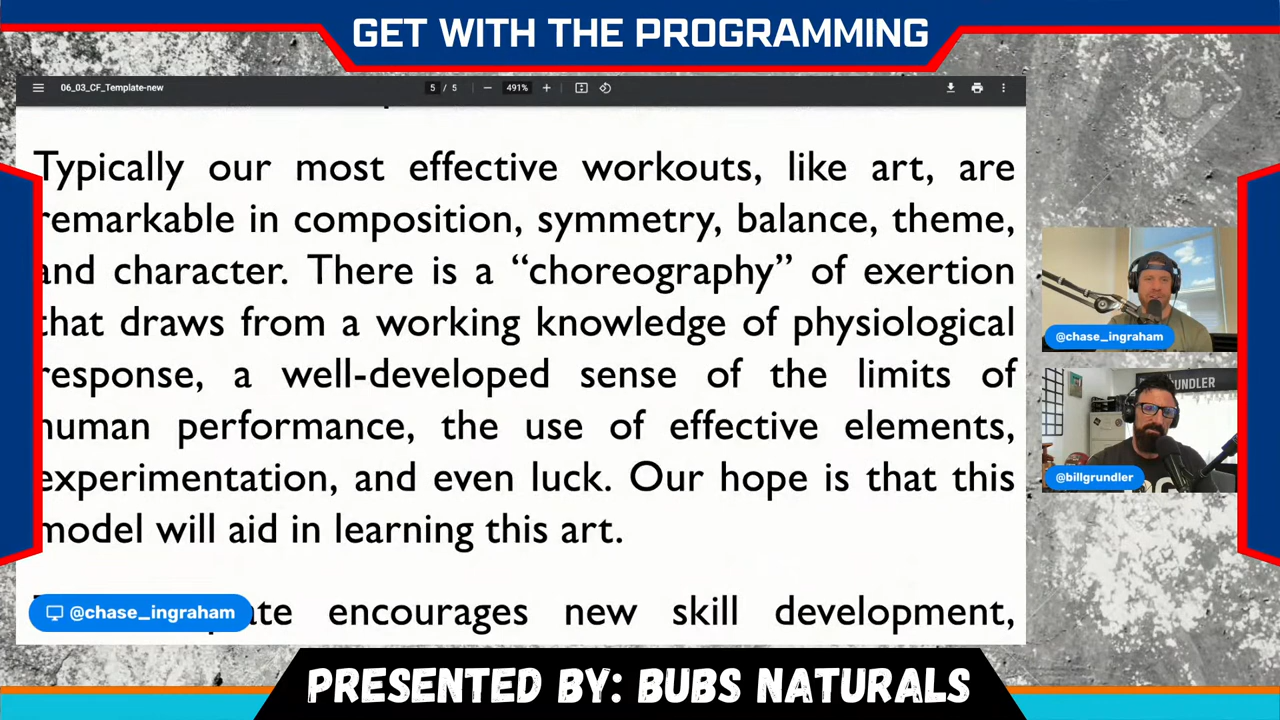 GET WITH THE PROGRAMMING
06_03_CF_Template-new
5 / 5
491%
Typically our most effective workouts, like art, are
remarkable in composition, symmetry, balance, theme,
and character. There is a “choreography” of exertion
that draws from a working knowledge of physiological
response, a well-developed sense of the limits of
human performance, the use of effective elements,
experimentation, and even luck. Our hope is that this
model will aid in learning this art.
encourages new skill development,
@chase_ingraham
@chase_ingraham
@billgrundler
PRESENTED BY: BUBS NATURALS